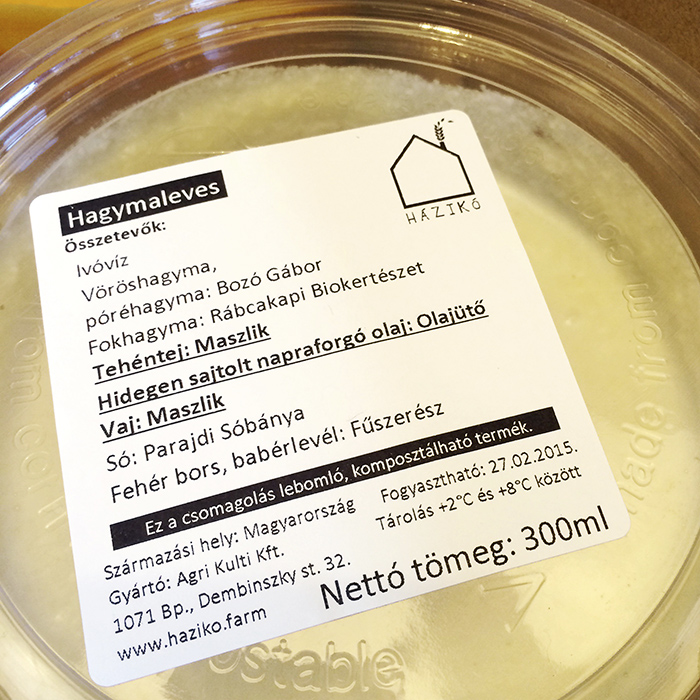 Hagymaleves
HÁZIKÓ
Összetevők:
Ivóvíz
Vöröshagyma,
póréhagyma: Bozó Gábor
Fokhagyma: Rábcakapi Biokertészet
Tehéntej: Maszlik
Hidegen sajtolt napraforgó olaj: Olajütő
Vaj: Maszlik
Só: Parajdi Sóbánya
Fehér bors, babérlevél: Fűszerész
Ez a csomagolás lebomló, komposztálható termék.
Származási hely: Magyarország
Gyártó: Agri Kulti Kft.
1071 Bp., Dembinszky st. 32.
www.haziko.farm
Fogyasztható: 27.02.2015.
Tárolás +2°C és +8°C között
Nettó tömeg: 300ml
made from co
ostable